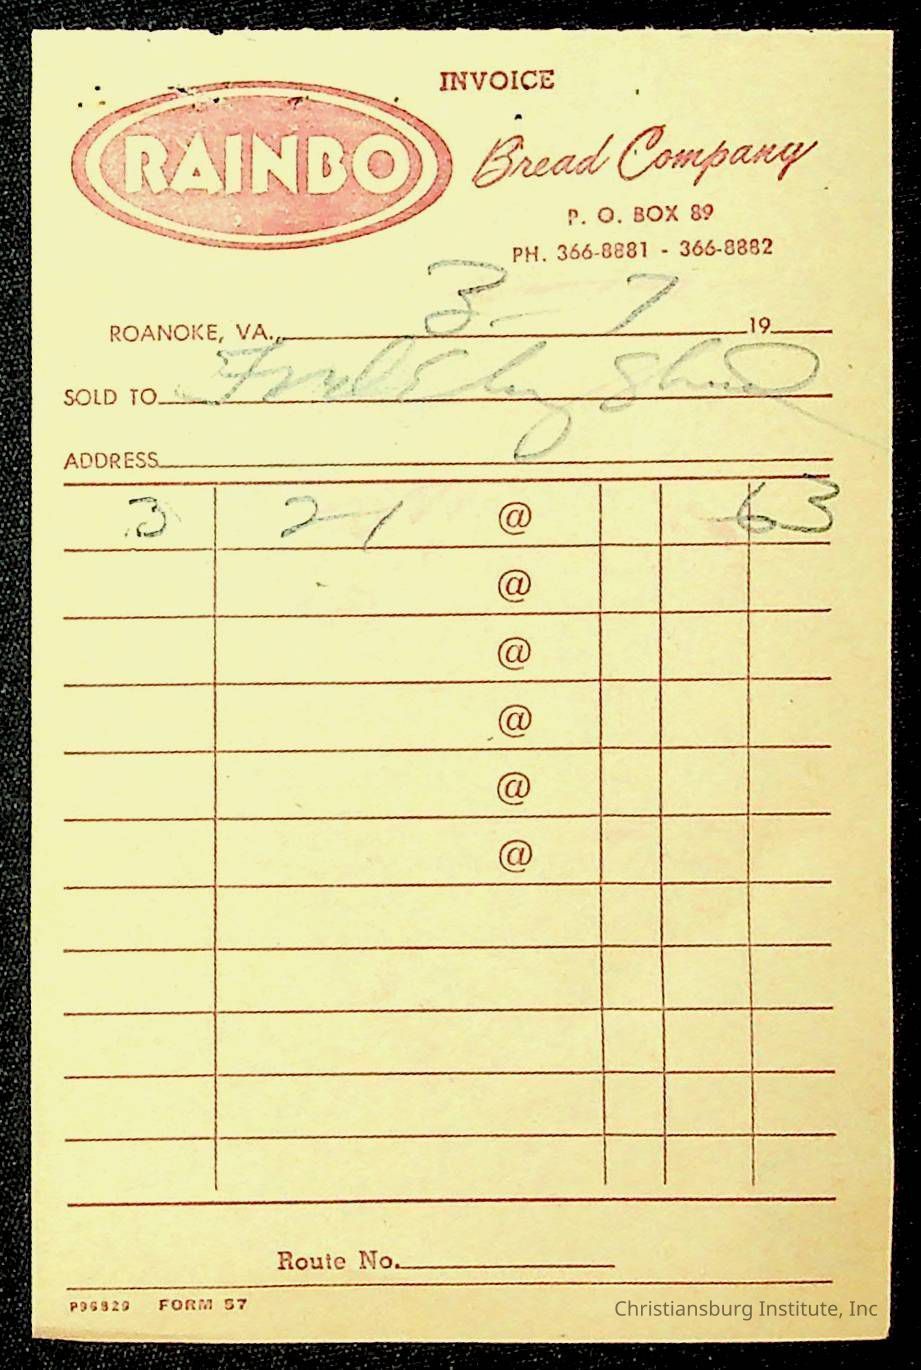 INVOICE
RAINBO
Bread Company
P. O. BOX 89
PH. 366-8881 - 366-8882
ROANOKE, VA., 3-7 19
SOLD TO
ADDRESS
3 21 @ 63
@
@
@
@
@
Route No.
P96829 FORM 57
Christiansburg Institute, Inc